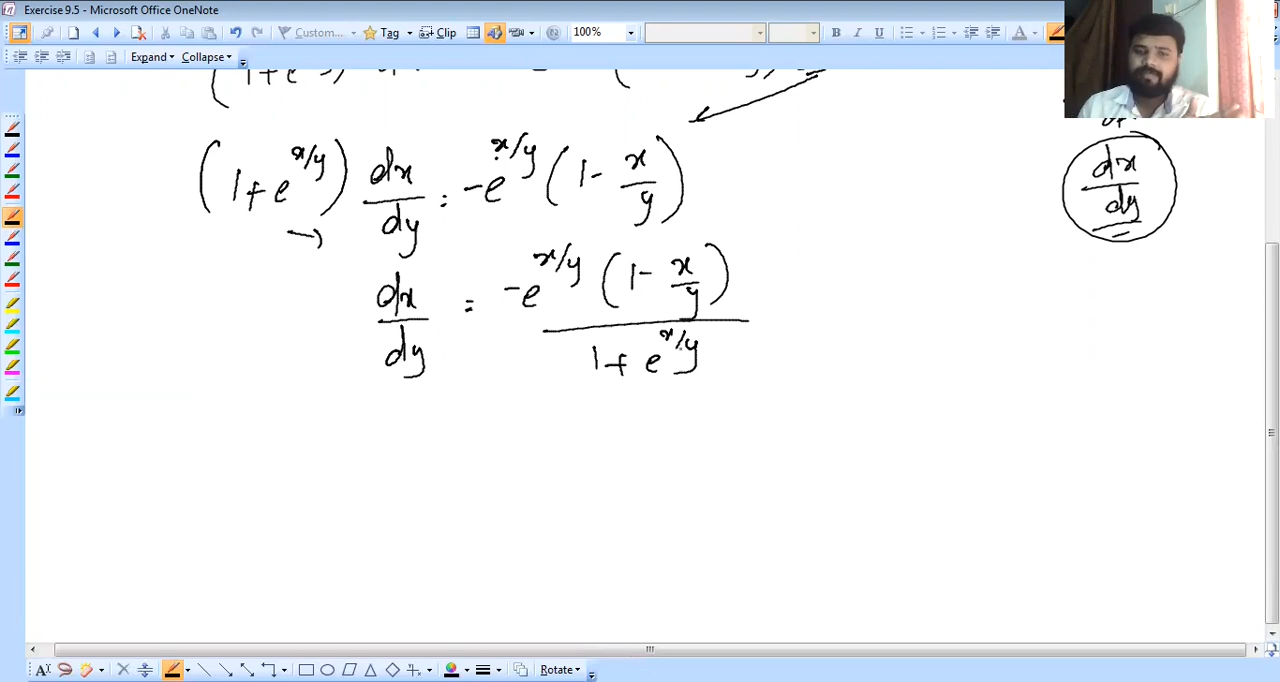 Exercise 9.5 - Microsoft Office OneNote
Custom... Tag Clip 100% B I U A
Expand Collapse
(1+e^{x/y}) dx/dy = -e^{x/y} (1- x/y)
dx/dy
dx/dy = -e^{x/y} (1- x/y) / 1+e^{x/y}
Rotate